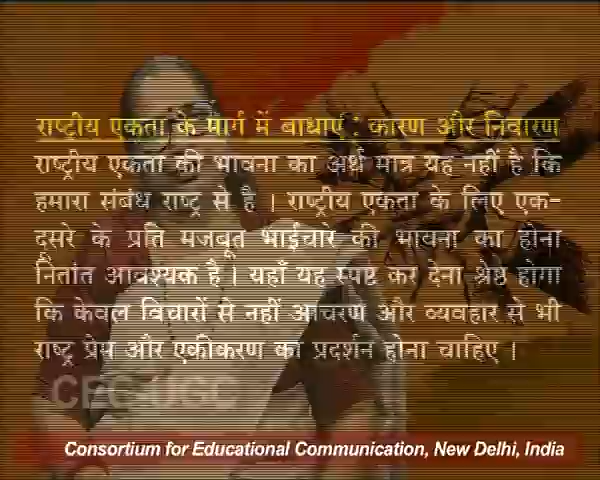 राष्ट्रीय एकता के मार्ग में बाधाएं : कारण और निवारण
राष्ट्रीय एकता की भावना का अर्थ मात्र यह नहीं है कि
हमारा संबंध राष्ट्र से है । राष्ट्रीय एकता के लिए एक-
दूसरे के प्रति मजबूत भाईचारे की भावना का होना
नितांत आवश्यक है । यहाँ यह स्पष्ट कर देना श्रेष्ठ होगा
कि केवल विचारों से नहीं आचरण और व्यवहार से भी
राष्ट्र प्रेम और एकीकरण का प्रदर्शन होना चाहिए ।
CEC-UGC
Consortium for Educational Communication, New Delhi, India